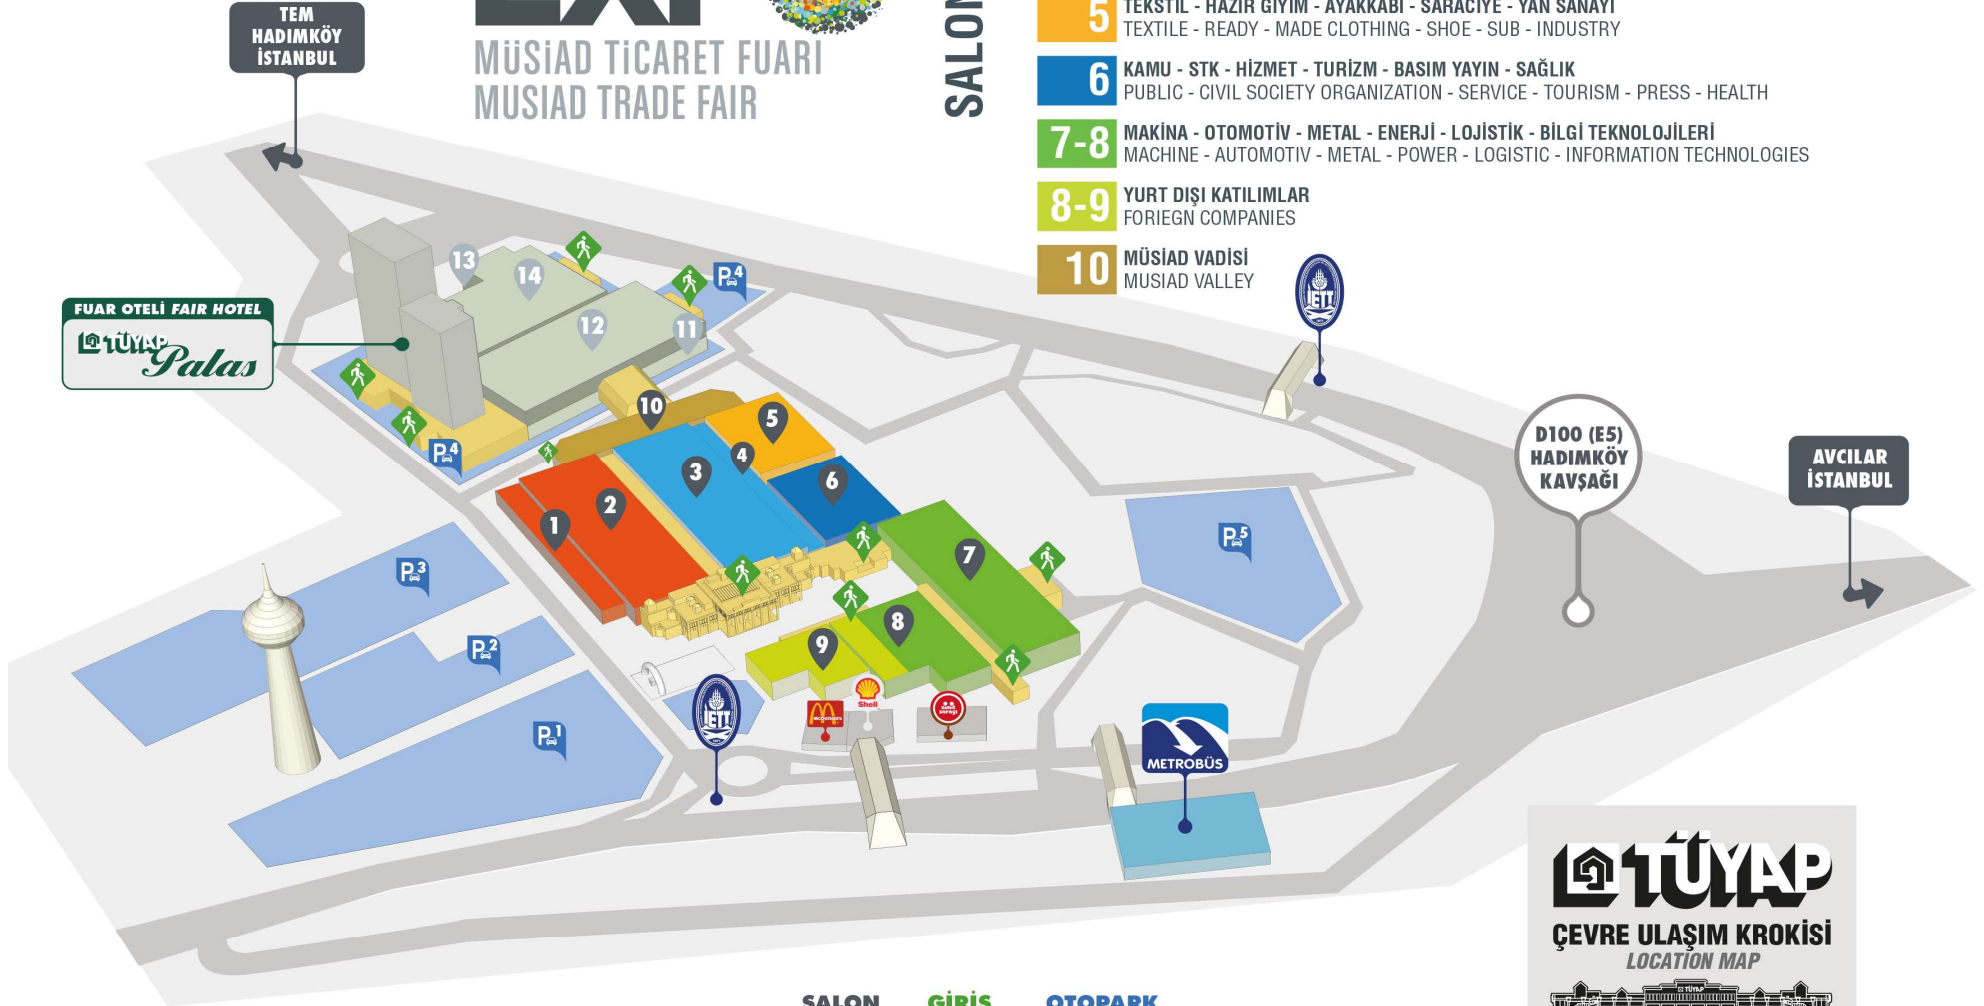 TEM
HADIMKÖY
İSTANBUL
MÜSİAD TİCARET FUARI
MUSIAD TRADE FAIR
SALON
5
TEKSTİL - HAZIR GİYİM - AYAKKABI - SARACİYE - YAN SANAYİ
TEXTILE - READY - MADE CLOTHING - SHOE - SUB - INDUSTRY
6
KAMU - STK - HİZMET - TURİZM - BASIM YAYIN - SAĞLIK
PUBLIC - CIVIL SOCIETY ORGANIZATION - SERVICE - TOURISM - PRESS - HEALTH
7-8
MAKİNA - OTOMOTİV - METAL - ENERJİ - LOJİSTİK - BİLGİ TEKNOLOJİLERİ
MACHINE - AUTOMOTIV - METAL - POWER - LOGISTIC - INFORMATION TECHNOLOGIES
8-9
YURT DIŞI KATILIMLAR
FORIEGN COMPANIES
10
MÜSİAD VADİSİ
MUSIAD VALLEY
13
14
P4
12
11
IETT
FUAR OTELİ FAIR HOTEL
TÜYAP
Palas
10
5
P4
4
3
6
2
1
D100 (E5)
HADIMKÖY
KAVŞAĞI
AVCILAR
İSTANBUL
P5
7
P3
8
9
P2
P1
IETT
McDonald's
Shell
simit
sarayı
METROBÜS
TÜYAP
ÇEVRE ULAŞIM KROKİSİ
LOCATION MAP
TÜYAP
SALON
GİRİŞ
OTOPARK